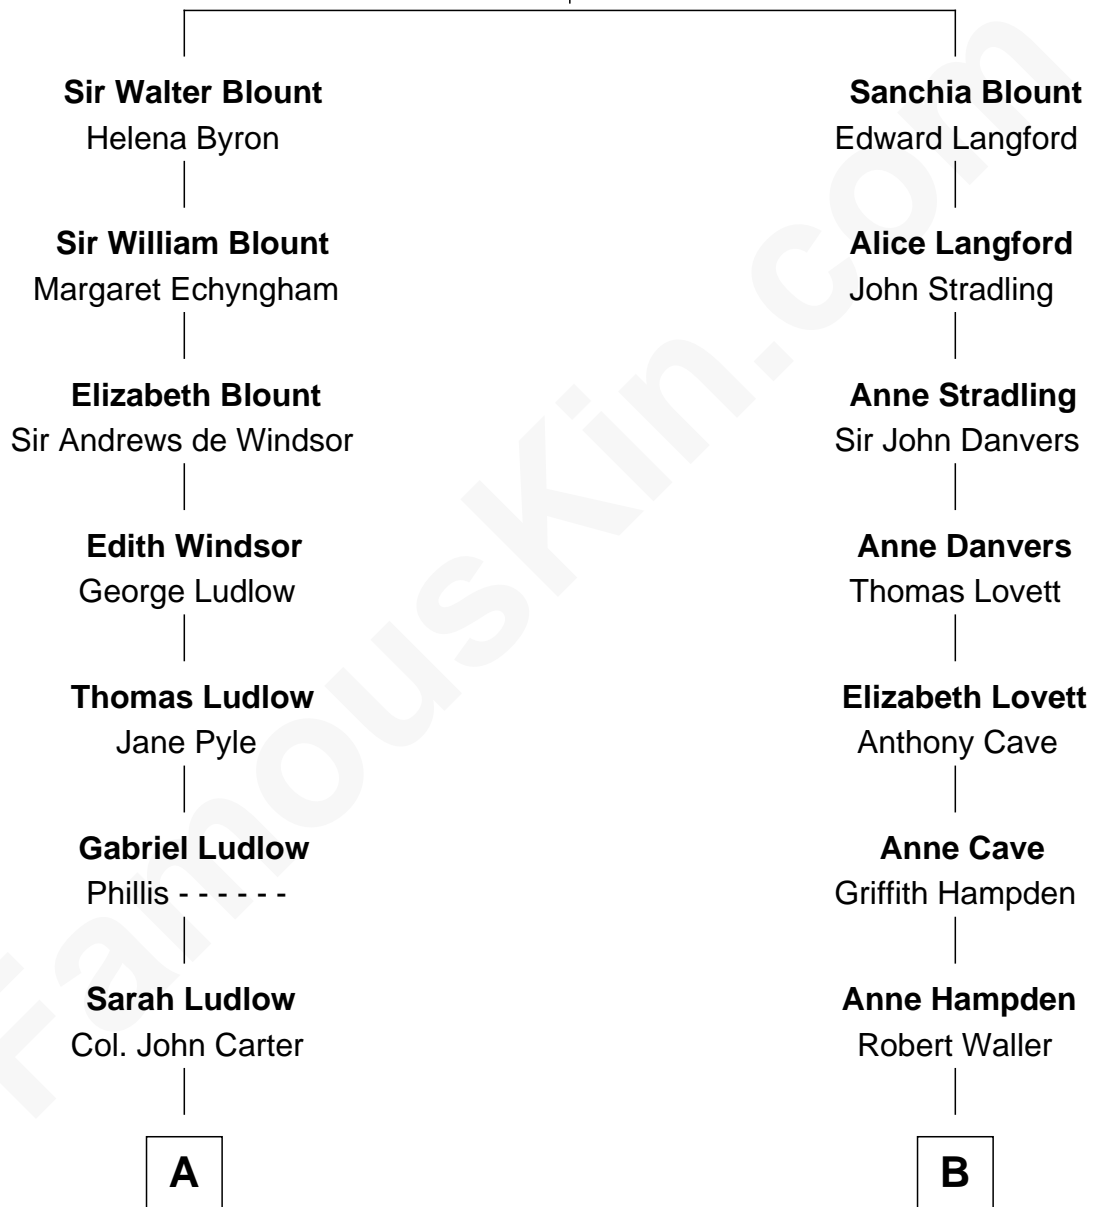 Sir Walter Blount
Helena Byron
Sir William Blount
Margaret Echyngham
Elizabeth Blount
Sir Andrews de Windsor
Edith Windsor
George Ludlow
Thomas Ludlow
Jane Pyle
Gabriel Ludlow
Phillis - - - - - -
Sarah Ludlow
Col. John Carter
A
Sanchia Blount
Edward Langford
Alice Langford
John Stradling
Anne Stradling
Sir John Danvers
Anne Danvers
Thomas Lovett
Elizabeth Lovett
Anthony Cave
Anne Cave
Griffith Hampden
Anne Hampden
Robert Waller
B
FamousKin.com